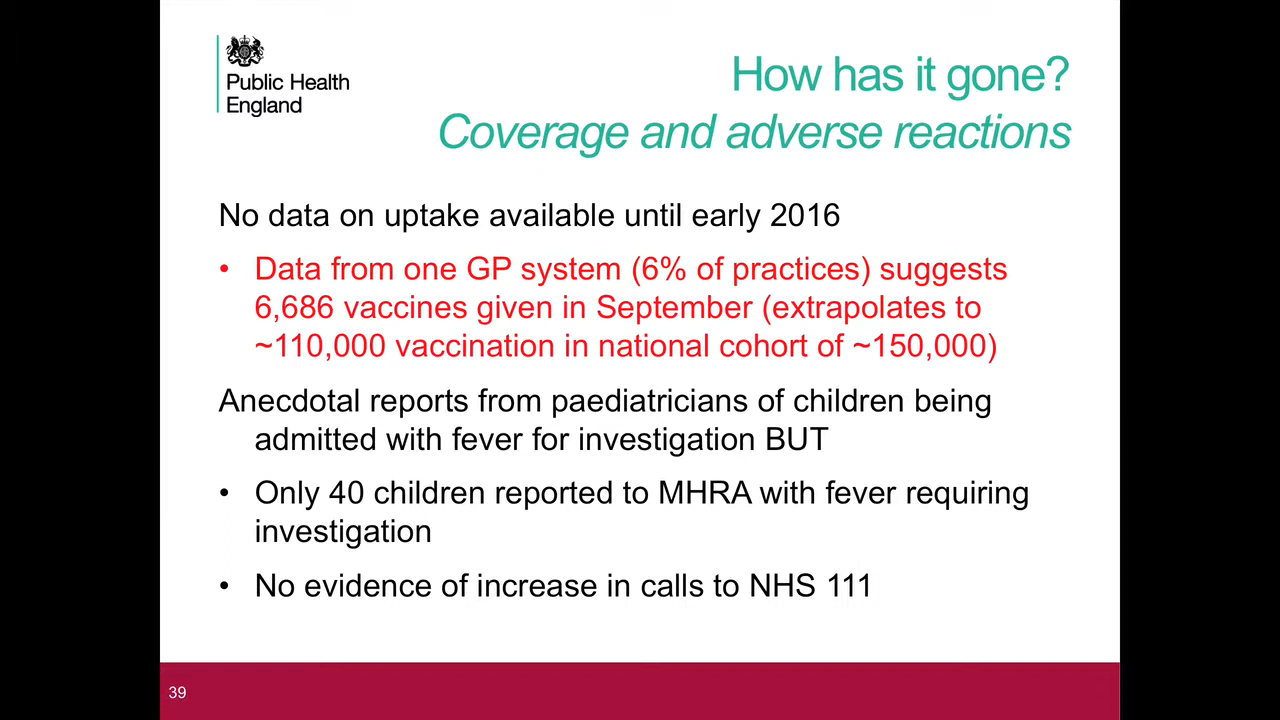 Public Health
England
How has it gone?
Coverage and adverse reactions
No data on uptake available until early 2016
• Data from one GP system (6% of practices) suggests
6,686 vaccines given in September (extrapolates to
~110,000 vaccination in national cohort of ~150,000)
Anecdotal reports from paediatricians of children being
admitted with fever for investigation BUT
• Only 40 children reported to MHRA with fever requiring
investigation
• No evidence of increase in calls to NHS 111
39